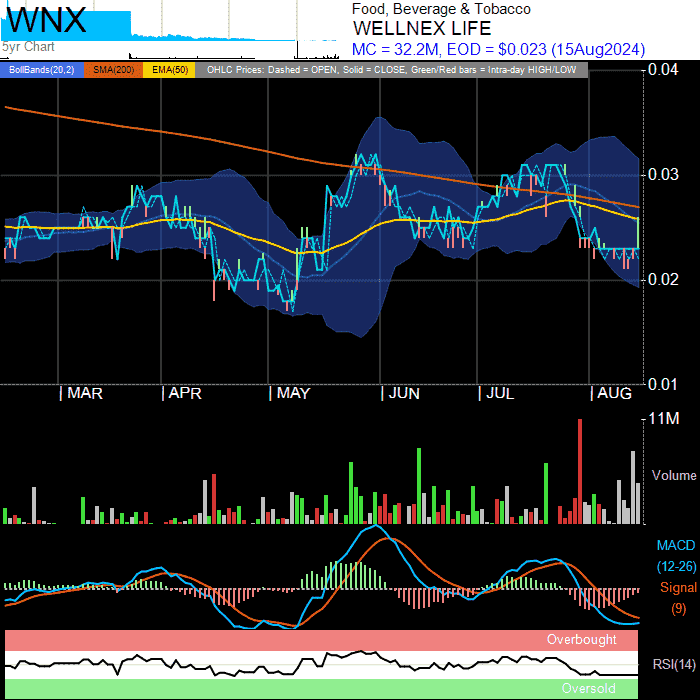 WNX
5yr Chart
Food, Beverage & Tobacco
WELLNEX LIFE
MC = 32.2M, EOD = $0.023 (15Aug2024)
BollBands(20,2) SMA(200) EMA(50) OHLC Prices: Dashed = OPEN, Solid = CLOSE, Green/Red bars = Intra-day HIGH/LOW
0.04
0.03
0.02
0.01
| MAR | APR | MAY | JUN | JUL | AUG
11M
Volume
MACD
(12-26)
Signal
(9)
Overbought
RSI(14)
Oversold